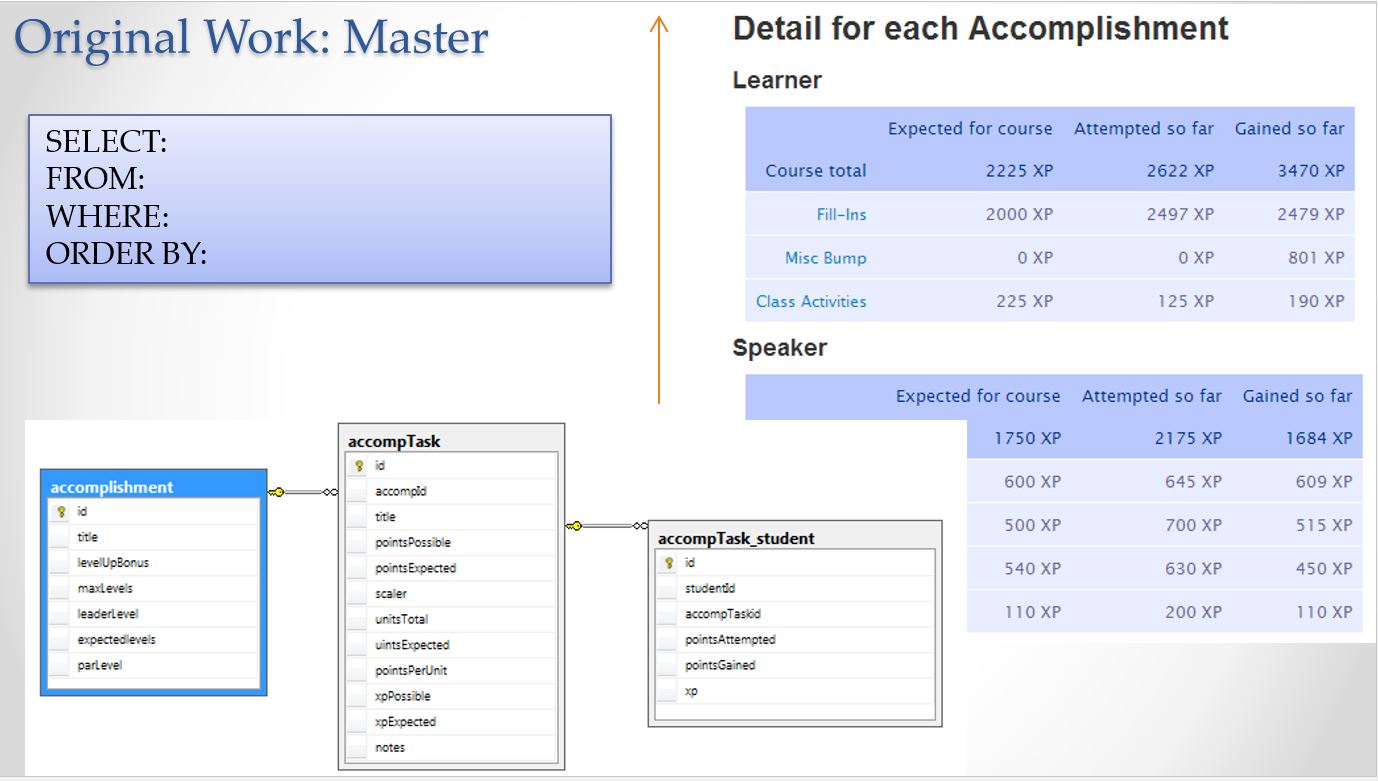 Original Work: Master
SELECT:
FROM:
WHERE:
ORDER BY:
Detail for each Accomplishment
Learner
Expected for course Attempted so far Gained so far
Course total 2225 XP 2622 XP 3470 XP
Fill-Ins 2000 XP 2497 XP 2479 XP
Misc Bump 0 XP 0 XP 801 XP
Class Activities 225 XP 125 XP 190 XP
Speaker
Expected for course Attempted so far Gained so far
1750 XP 2175 XP 1684 XP
600 XP 645 XP 609 XP
500 XP 700 XP 515 XP
540 XP 630 XP 450 XP
110 XP 200 XP 110 XP
accomplishment
id
title
levelUpBonus
maxLevels
leaderLevel
expectedlevels
parLevel
accompTask
id
accompId
title
pointsPossible
pointsExpected
scaler
unitsTotal
uintsExpected
pointsPerUnit
xpPossible
xpExpected
notes
accompTask_student
id
studentId
accompTaskid
pointsAttempted
pointsGained
xp